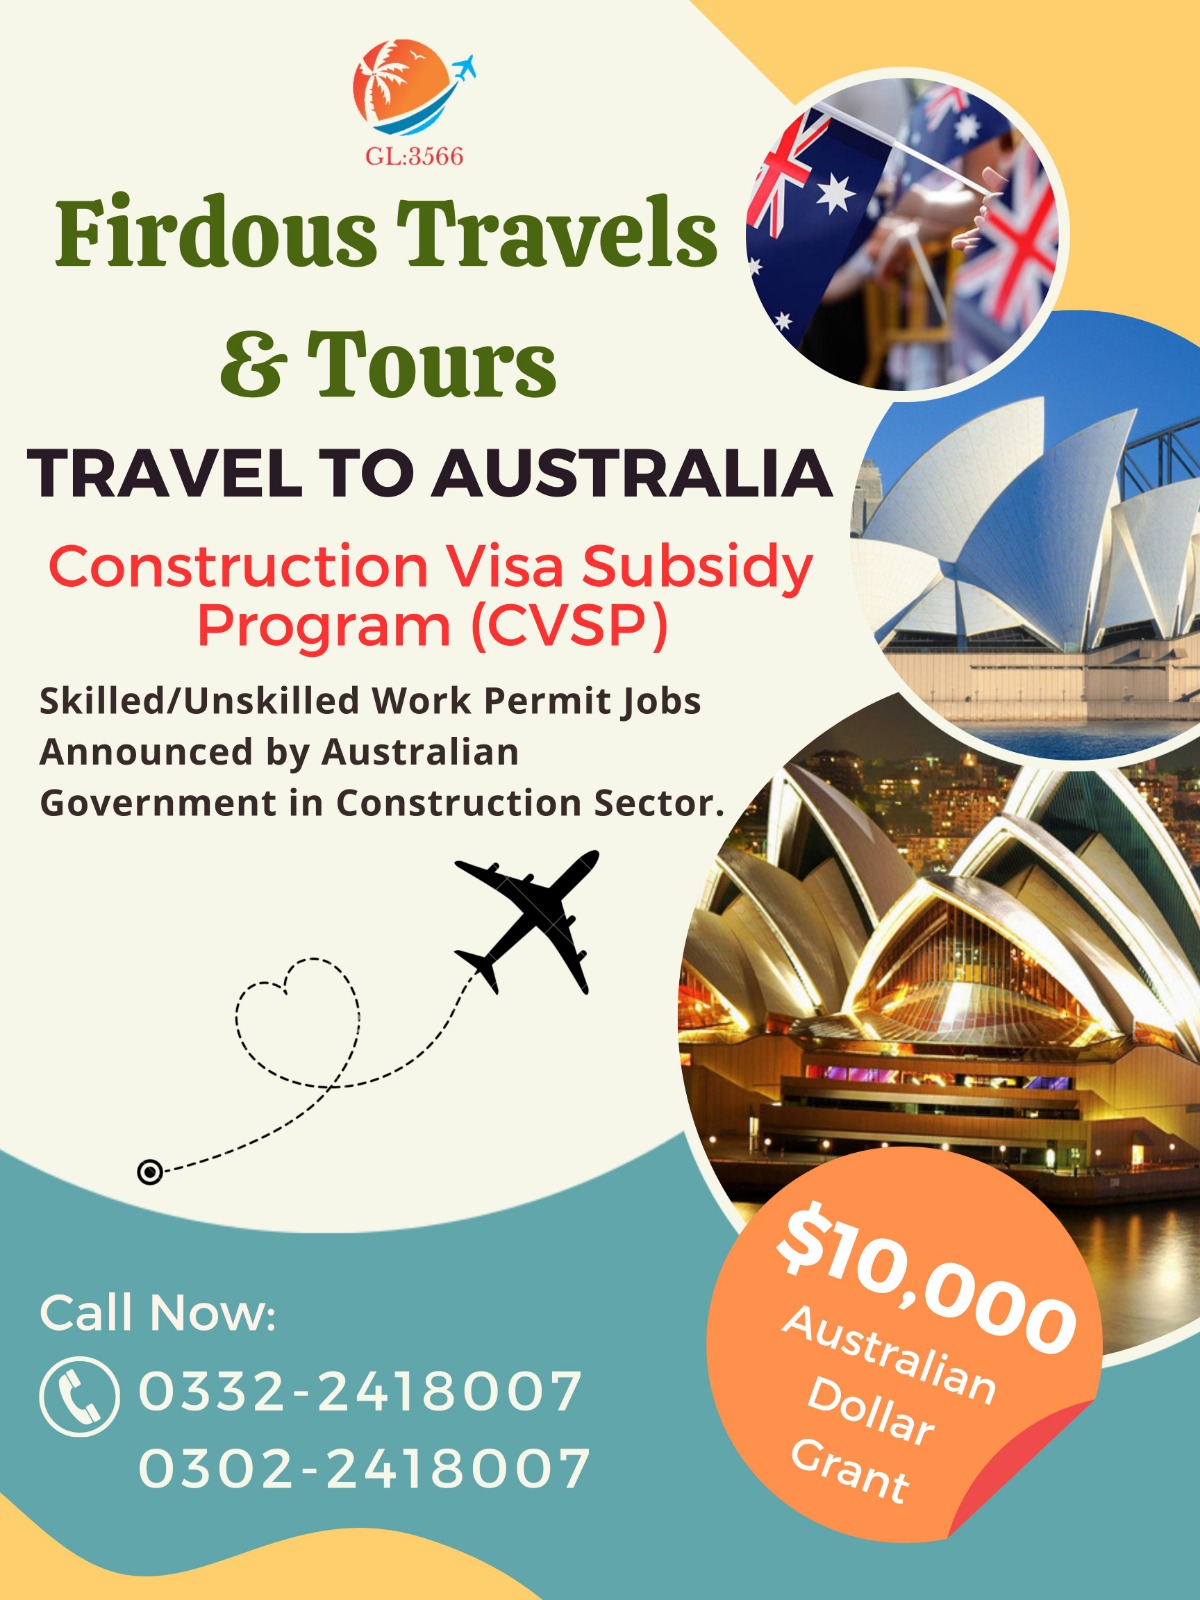 GL:3566
Firdous Travels
& Tours
TRAVEL TO AUSTRALIA
Construction Visa Subsidy
Program (CVSP)
Skilled/Unskilled Work Permit Jobs
Announced by Australian
Government in Construction Sector.
$10,000
Australian
Dollar
Grant
Call Now:
0332-2418007
0302-2418007